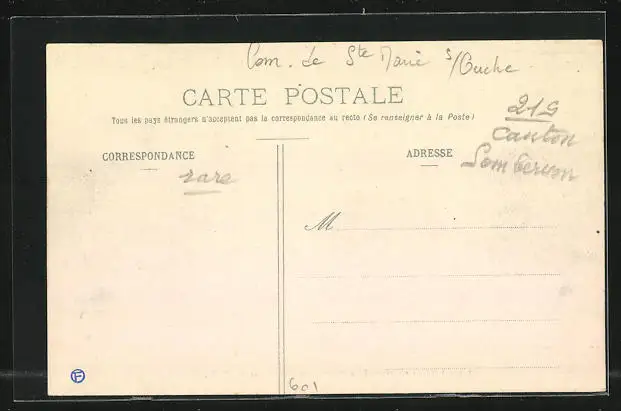 Com. de Ste Marie s/Ouche
CARTE POSTALE
Tous les pays étrangers n'acceptent pas la correspondance au recto (Se renseigner à la Poste)
219
canton
Sombernon
CORRESPONDANCE
rare
ADRESSE
M
F
601